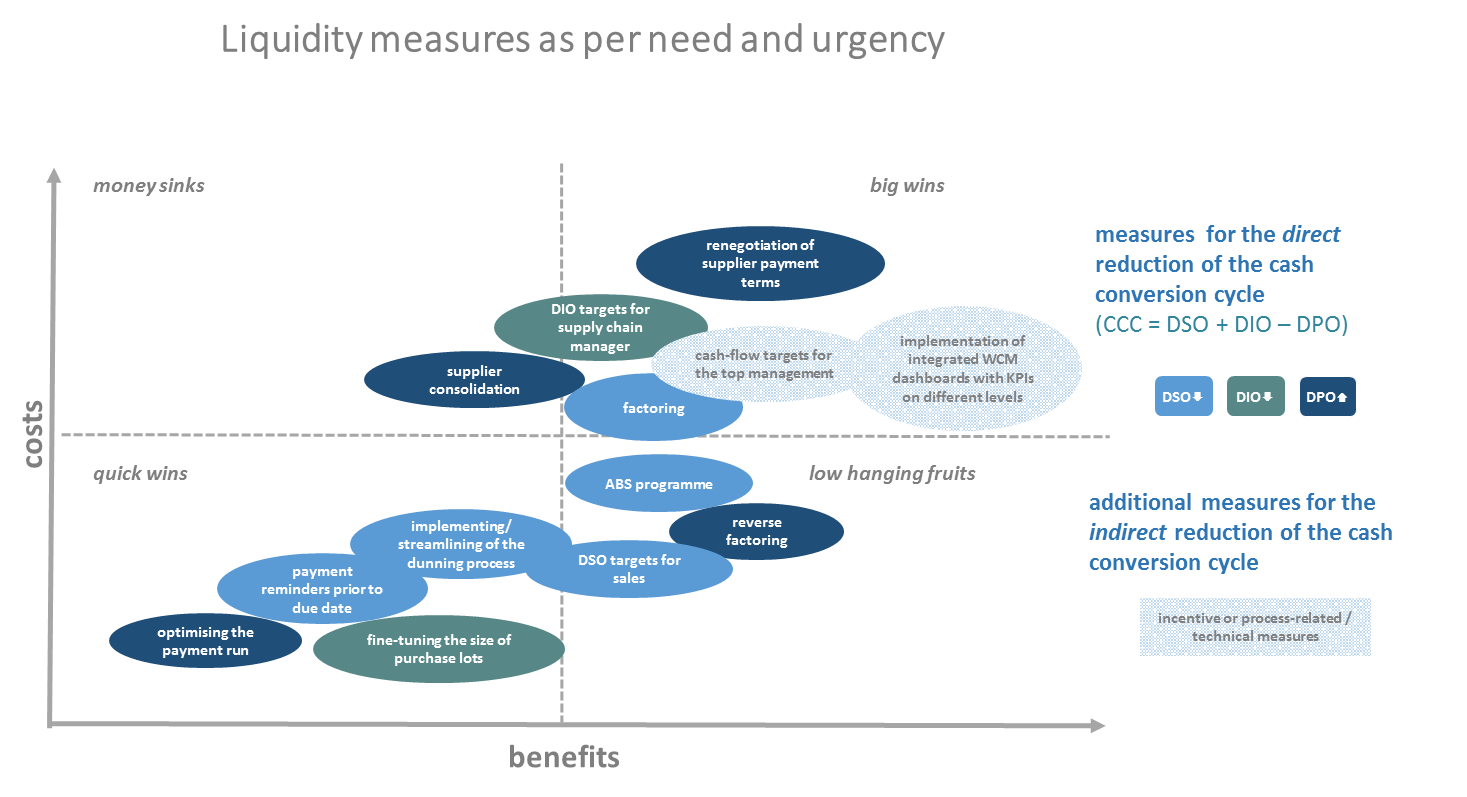 Liquidity measures as per need and urgency
money sinks
big wins
renegotiation of
supplier payment
terms
DIO targets for
supply chain
manager
cash-flow targets for
the top management
implementation of
integrated WCM
dashboards with KPIs
on different levels
supplier
consolidation
factoring
costs
quick wins
low hanging fruits
ABS programme
reverse
factoring
implementing/
streamlining of the
dunning process
DSO targets for
sales
payment
reminders prior to
due date
optimising the
payment run
fine-tuning the size of
purchase lots
benefits
measures for the direct
reduction of the cash
conversion cycle
(CCC = DSO + DIO – DPO)
DSO🡇
DIO🡇
DPO🡅
additional measures for the
indirect reduction of the cash
conversion cycle
incentive or process-related /
technical measures